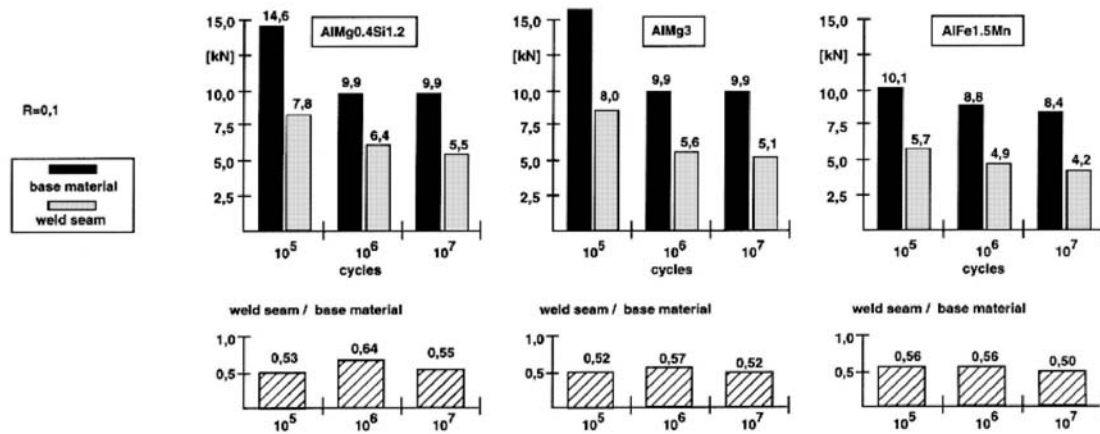 R=0,1
base material
weld seam
AlMg0.4Si1.2
15,0
[kN]
10,0
7,5
5,0
2,5
14,6
7,8
9,9
6,4
9,9
5,5
10⁵ 10⁶ 10⁷
cycles
AlMg3
15,0
[kN]
10,0
7,5
5,0
2,5
8,0
9,9
5,6
9,9
5,1
10⁵ 10⁶ 10⁷
cycles
AlFe1.5Mn
15,0
[kN]
10,0
7,5
5,0
2,5
10,1
5,7
8,8
4,9
8,4
4,2
10⁵ 10⁶ 10⁷
cycles
weld seam / base material
1,0
0,5
0,53 0,64 0,55
10⁵ 10⁶ 10⁷
weld seam / base material
1,0
0,5
0,52 0,57 0,52
10⁵ 10⁶ 10⁷
weld seam / base material
1,0
0,5
0,56 0,56 0,50
10⁵ 10⁶ 10⁷